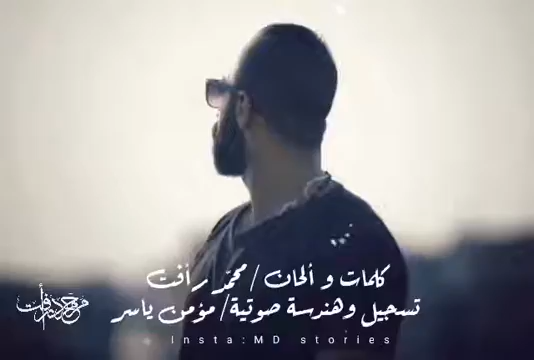 كلمات و ألحان / محمد رأفت
تسجيل وهندسة صوتية / مؤمن ياسر
Insta:MD stories